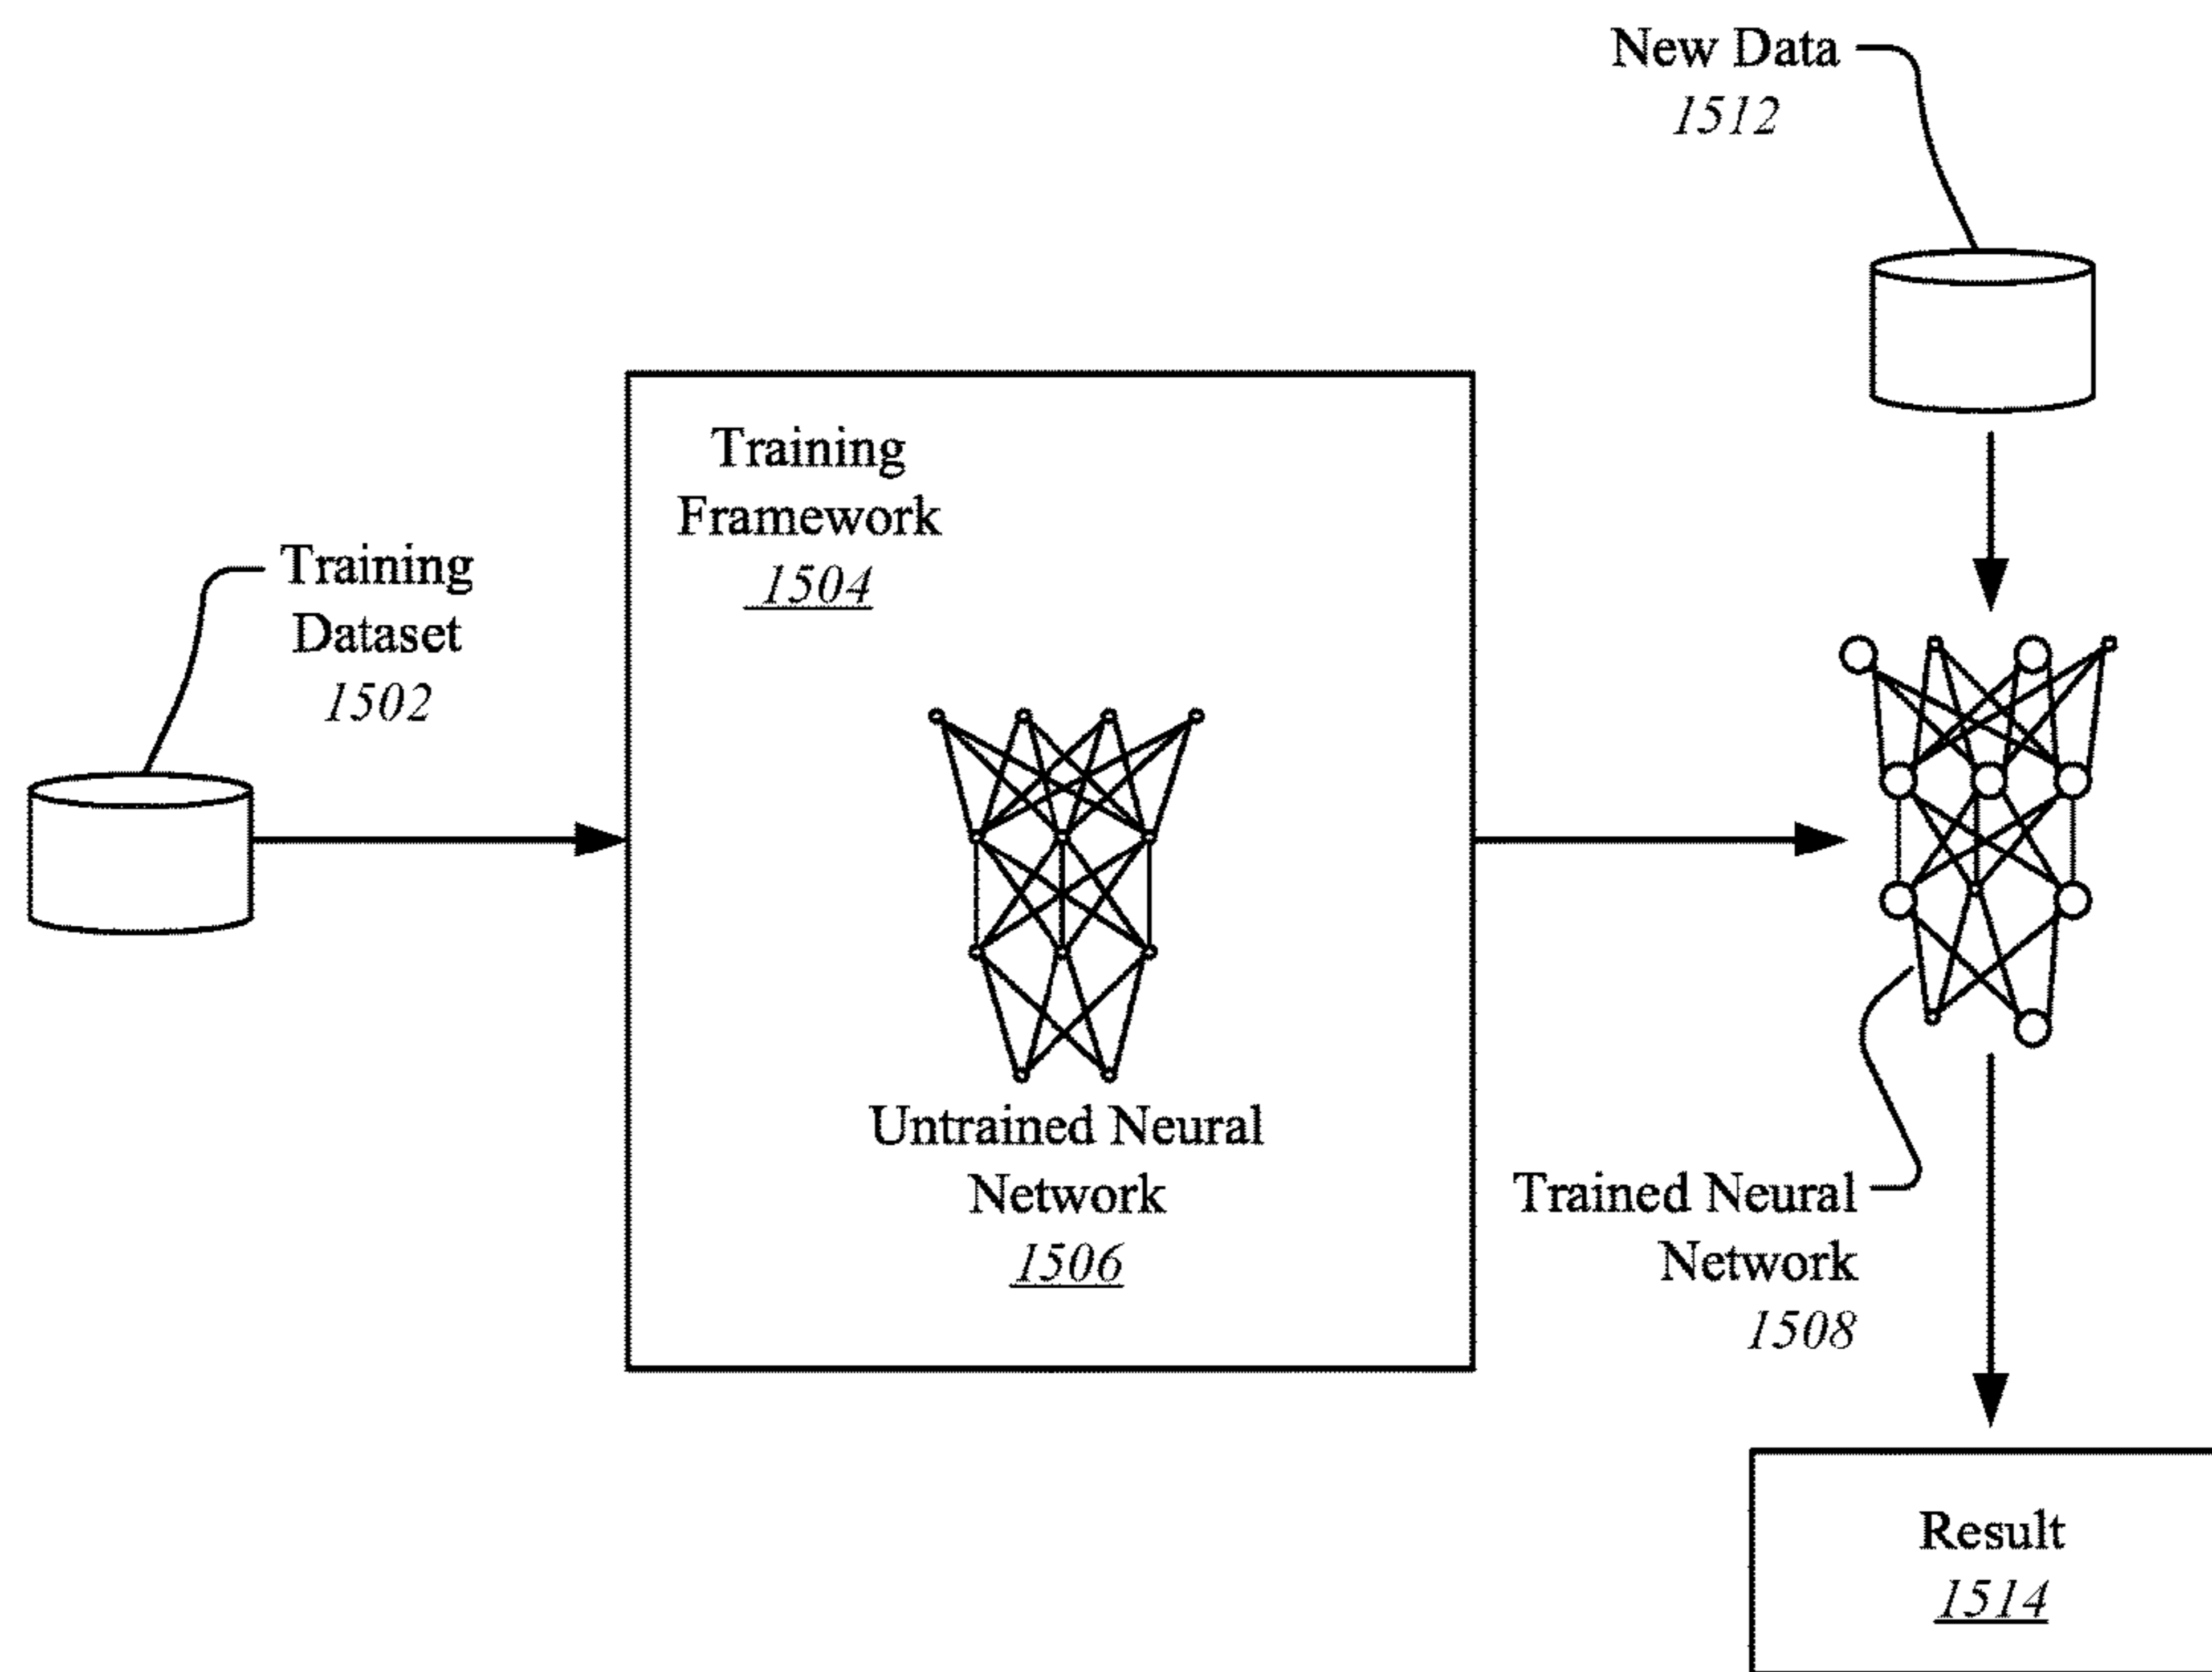 New Data
1512
Training
Framework
1504
Training
Dataset
1502
Untrained Neural
Network
1506
Trained Neural
Network
1508
Result
1514